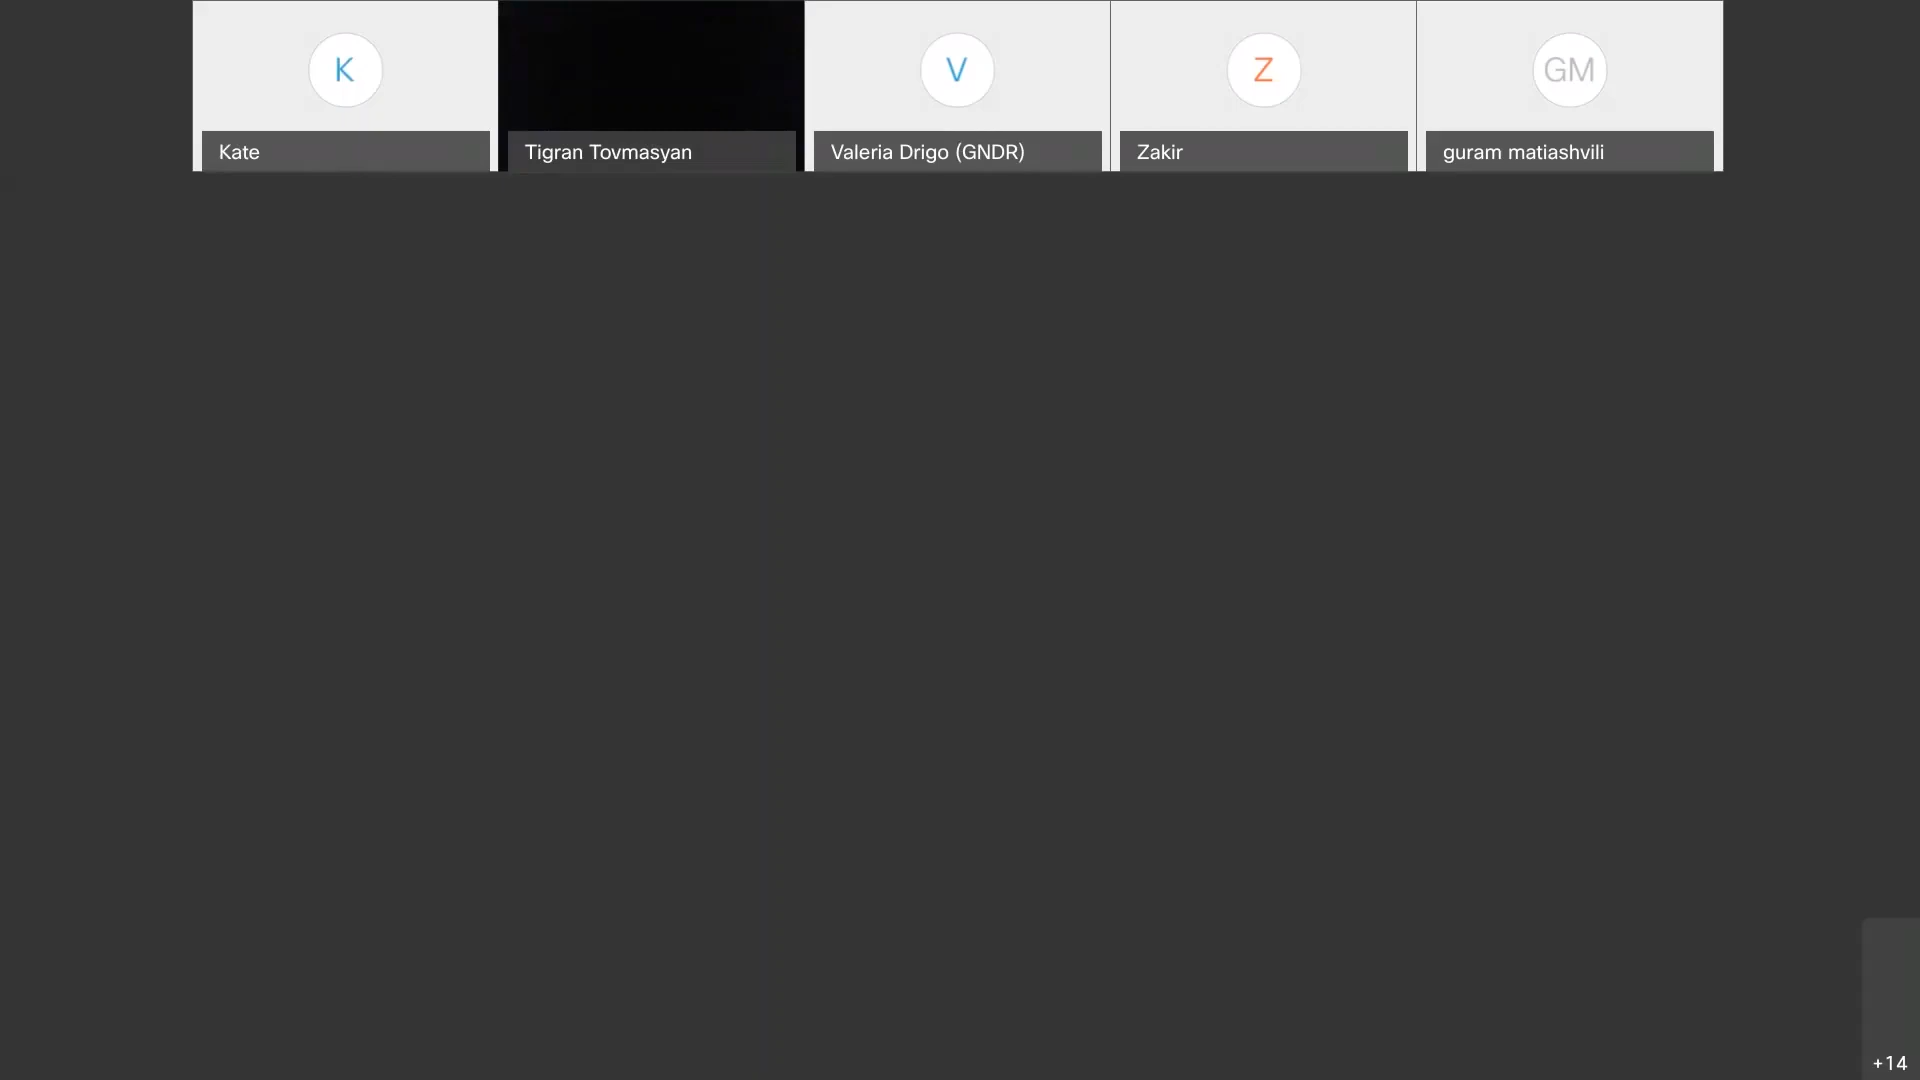 K
V
Z
GM
Kate
Tigran Tovmasyan
Valeria Drigo (GNDR)
Zakir
guram matiashvili
+14